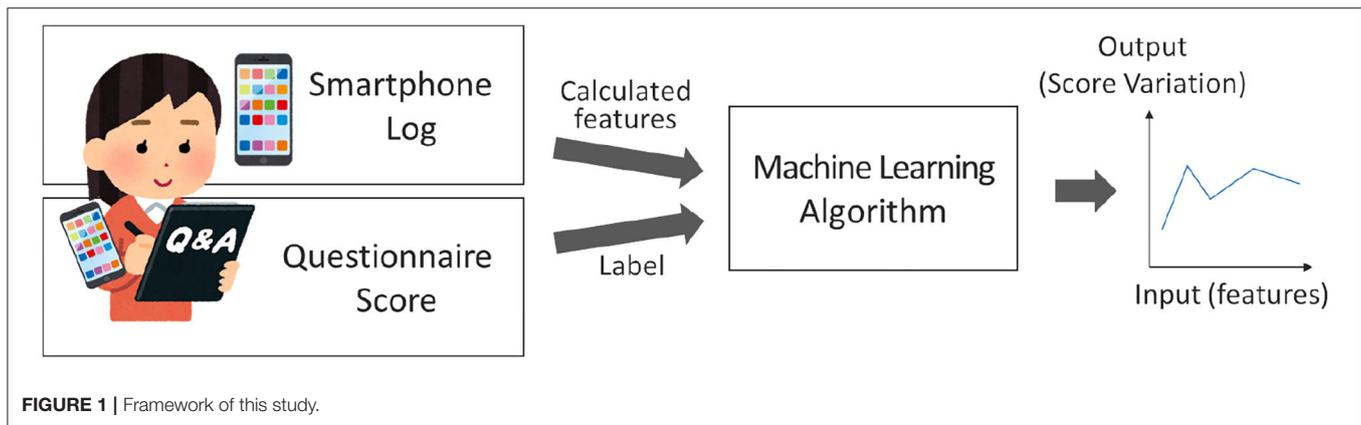 Smartphone
Log
Q&A
Questionnaire
Score
Calculated
features
Label
Machine Learning
Algorithm
Output
(Score Variation)
Input (features)
FIGURE 1 | Framework of this study.